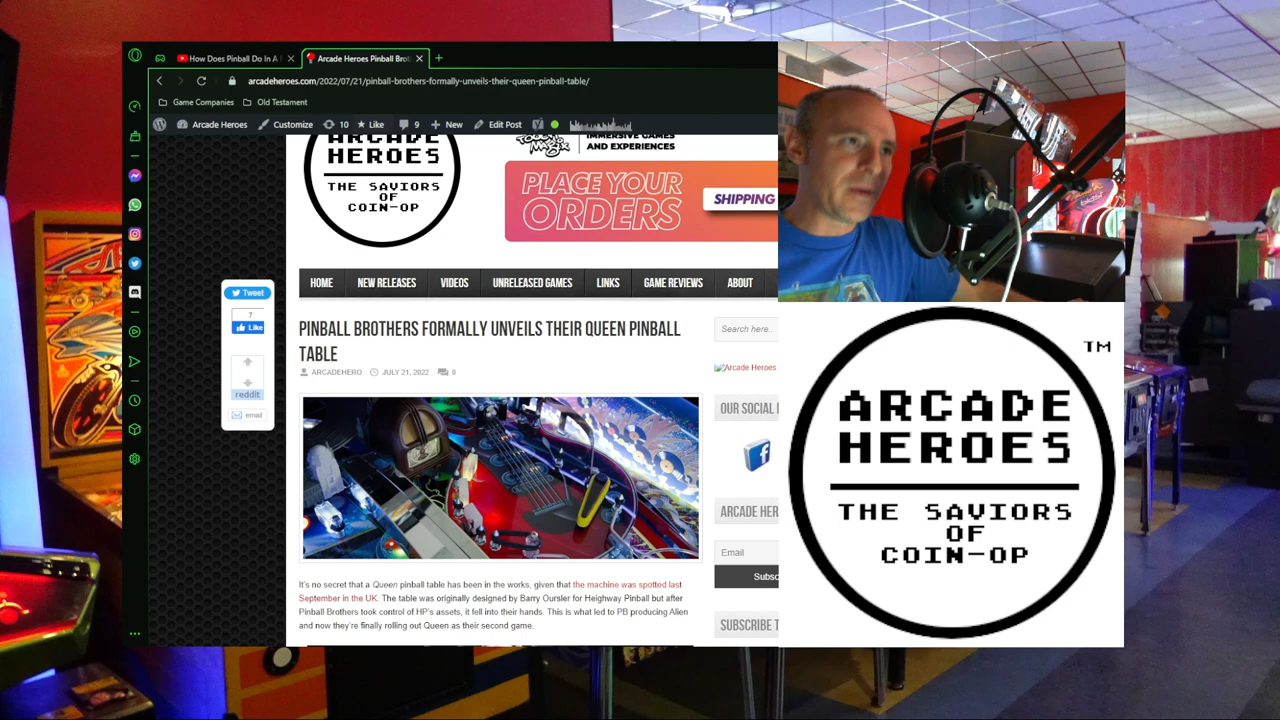 How Does Pinball Do In A
Arcade Heroes Pinball Bro
arcadeheroes.com/2022/07/21/pinball-brothers-formally-unveils-their-queen-pinball-table/
Game Companies
Old Testament
Arcade Heroes
Customize
10
Like
9
New
Edit Post
ARCADE
HEROES
THE SAVIORS
OF
COIN-OP
IMMERSIVE GAMES
AND EXPERIENCES
PLACE YOUR
ORDERS
SHIPPING
HOME
NEW RELEASES
VIDEOS
UNRELEASED GAMES
LINKS
GAME REVIEWS
ABOUT
Tweet
7
Like
reddit
email
PINBALL BROTHERS FORMALLY UNVEILS THEIR QUEEN PINBALL
TABLE
ARCADEHERO
JULY 21, 2022
0
Search here..
Arcade Heroes
OUR SOCIAL
ARCADE HER
Email
Subsc
SUBSCRIBE T
It's no secret that a Queen pinball table has been in the works, given that the machine was spotted last
September in the UK. The table was originally designed by Barry Oursler for Heighway Pinball but after
Pinball Brothers took control of HP's assets, it fell into their hands. This is what led to PB producing Alien
and now they're finally rolling out Queen as their second game.
TM
ARCADE
HEROES
THE SAVIORS
OF
COIN-OP